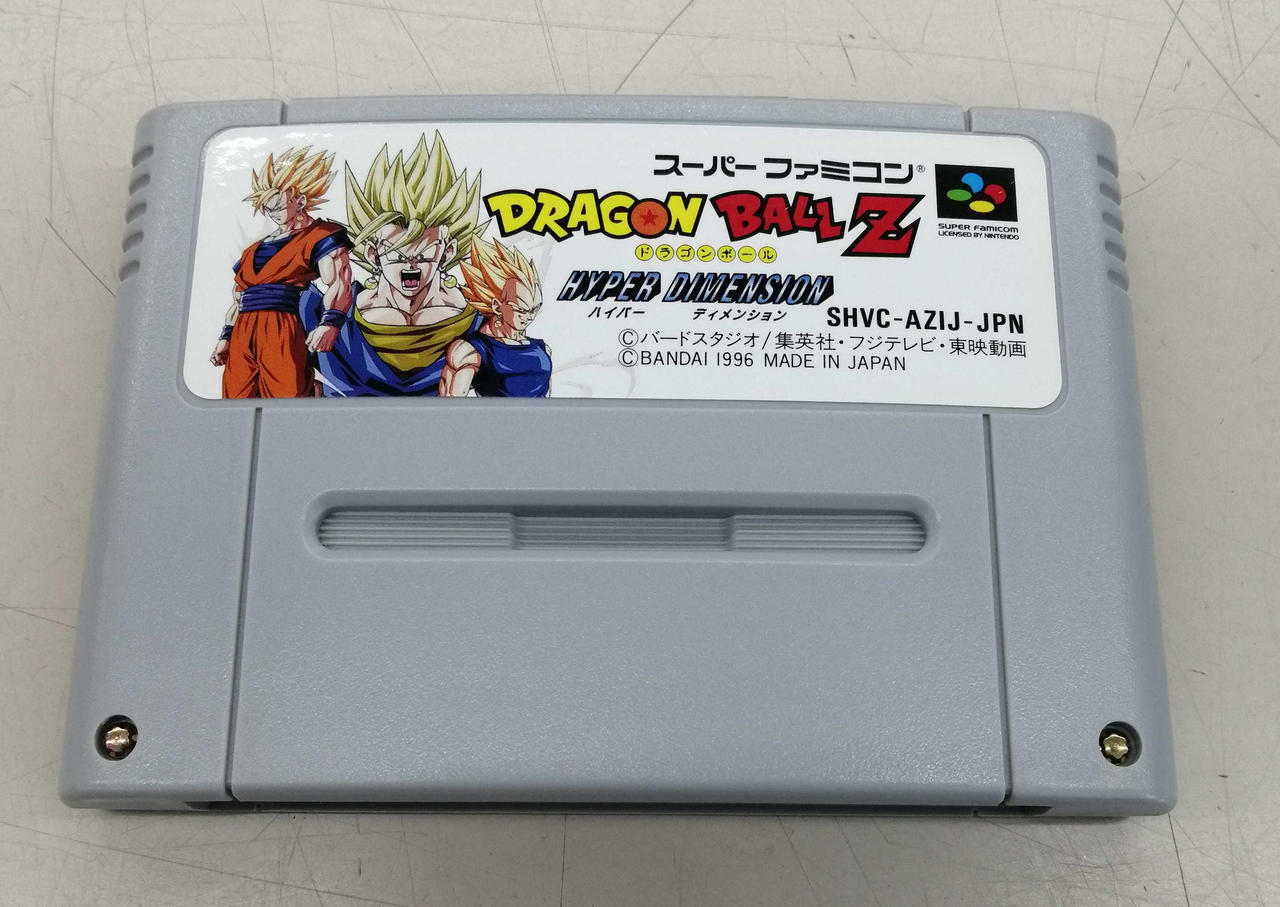 スーパーファミコン®
DRAGON BALL Z
ドラゴンボール
HYPER DIMENSION
ハイパー ディメンション
SUPER FAMICOM
LICENSED BY NINTENDO
SHVC-AZIJ-JPN
©バードスタジオ/集英社・フジテレビ・東映動画
©BANDAI 1996 MADE IN JAPAN